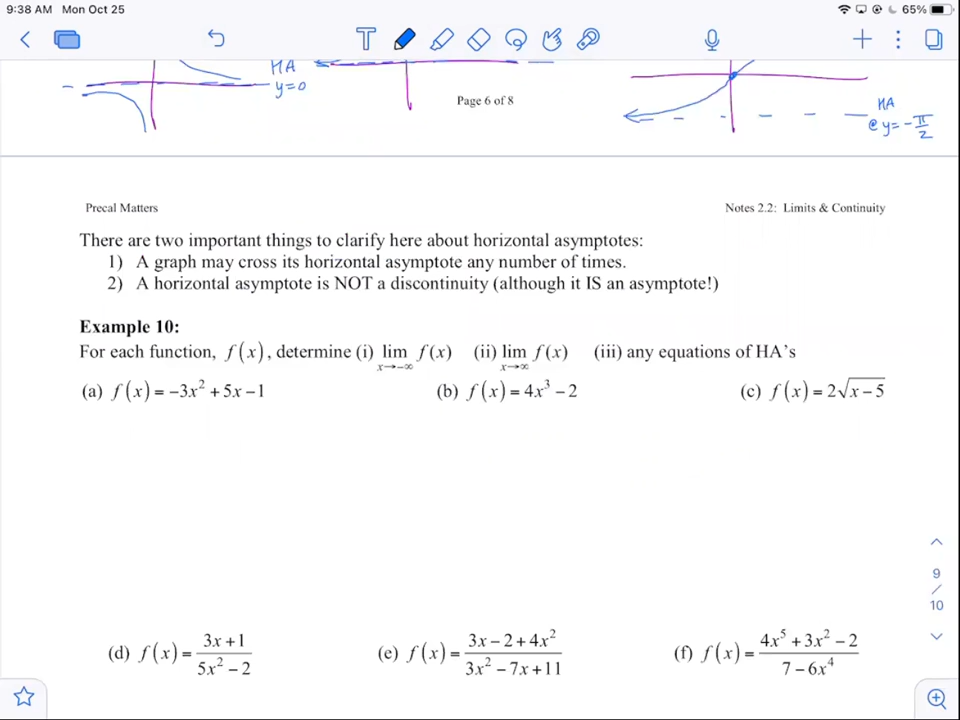 9:38 AM Mon Oct 25
65%
T
HA
y=0
Page 6 of 8
HA
@ y= -π/2
Precal Matters
Notes 2.2: Limits & Continuity
There are two important things to clarify here about horizontal asymptotes:
1) A graph may cross its horizontal asymptote any number of times.
2) A horizontal asymptote is NOT a discontinuity (although it IS an asymptote!)
Example 10:
For each function, f(x), determine (i) lim x→-∞ f(x) (ii) lim x→∞ f(x) (iii) any equations of HA's
(a) f(x) = -3x² + 5x - 1 (b) f(x) = 4x³ - 2 (c) f(x) = 2√(x - 5)
9
/
10
(d) f(x) = (3x + 1)/(5x² - 2) (e) f(x) = (3x - 2 + 4x²)/(3x² - 7x + 11) (f) f(x) = (4x⁵ + 3x² - 2)/(7 - 6x⁴)